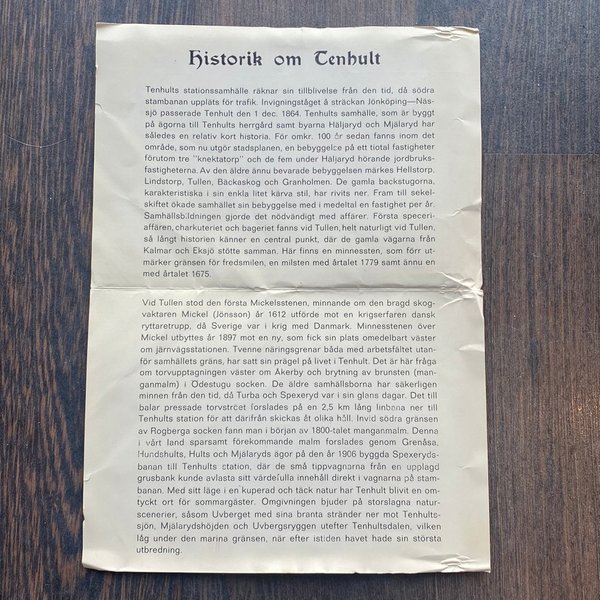 Historik om Tenhult
Tenhults stationssamhälle räknar sin tillblivelse från den tid, då södra
stambanan uppläts för trafik. Invigningståget å sträckan Jönköping—Näs-
sjö passerade Tenhult den 1 dec. 1864. Tenhults samhälle, som är byggt
på ägorna till Tenhults herrgård samt byarna Häljaryd och Mjälaryd har
således en relativ kort historia. För omkr. 100 år sedan fanns inom det
område, som nu utgör stadsplanen, en bebyggelse på ett tiotal fastigheter
förutom tre "knektatorp" och de fem under Häljaryd hörande jordbruks-
fastigheterna. Av den äldre ännu bevarade bebyggelsen märkes Hellstorp,
Lindstorp, Tullen, Bäckaskog och Granholmen. De gamla backstugorna,
karakteristiska i sin enkla litet kärva stil, har rivits ner. Fram till sekel-
skiftet ökade samhället sin bebyggelse med i medeltal en fastighet per år.
Samhällsbildningen gjorde det nödvändigt med affärer. Första speceri-
affären, charkuteriet och bageriet fanns vid Tullen, helt naturligt vid Tullen,
så långt historien känner en central punkt, där de gamla vägarna från
Kalmar och Eksjö stötte samman. Här finns en minnessten, som förr ut-
märker gränsen för fredsmilen, en milsten med årtalet 1779 samt ännu en
med årtalet 1675.
Vid Tullen stod den första Mickelsstenen, minnande om den bragd skog-
vaktaren Mickel (Jönsson) år 1612 utförde mot en krigserfaren dansk
ryttaretrupp, då Sverige var i krig med Danmark. Minnesstenen över
Mickel utbyttes år 1897 mot en ny, som fick sin plats omedelbart väster
om järnvägsstationen. Tvenne näringsgrenar båda med arbetsfältet utan-
för samhällets gräns, har satt sin prägel på livet i Tenhult. Det är här fråga
om torvupptagningen väster om Åkerby och brytning av brunsten (man-
ganmalm) i Ödestugu socken. De äldre samhällsborna har säkerligen
minnen från den tid, då Turba och Spexeryd var i sin glans dagar. Det till
balar pressade torvströet forslades på en 2,5 km lång linbana ner till
Tenhults station för att därifrån skickas åt olika håll. Invid södra gränsen
av Rogberga socken fann man i början av 1800-talet manganmalm. Denna
i vårt land sparsamt förekommande malm forslades genom Grenåsa,
Hundshults, Hults och Mjälaryds ägor på den år 1906 byggda Spexeryds-
banan till Tenhults station, där de små tippvagnarna från en upplagd
grusbank kunde avlasta sitt värdefulla innehåll direkt i vagnarna på stam-
banan. Med sitt läge i en kuperad och täck natur har Tenhult blivit en om-
tyckt ort för sommargäster. Omgivningen bjuder på storslagna natur-
scenerier, såsom Uvberget med sina branta stränder ner mot Tenhults-
sjön, Mjälarydshöjden och Uvbergsryggen utefter Tenhultsdalen, vilken
låg under den marina gränsen, när efter istiden havet hade sin största
utbredning.